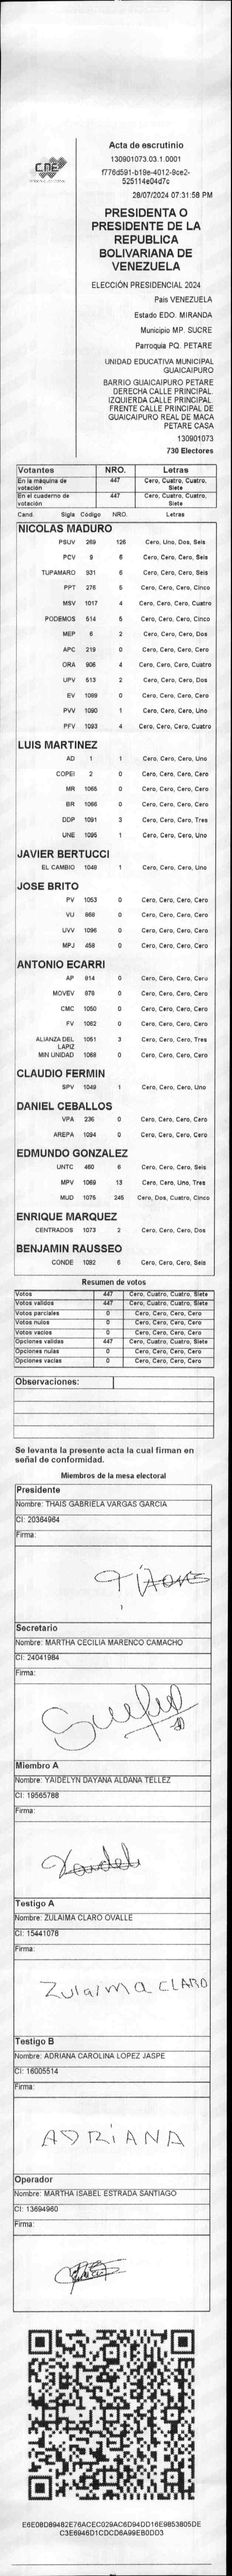 CNE
Acta de escrutinio
130901073.03.1.0001
f776d591-b19e-4012-9ce2-
525114e04d7c
28/07/2024 07:31:58 PM
PRESIDENTA O
PRESIDENTE DE LA
REPUBLICA
BOLIVARIANA DE
VENEZUELA
ELECCIÓN PRESIDENCIAL 2024
País VENEZUELA
Estado EDO. MIRANDA
Municipio MP. SUCRE
Parroquia PQ. PETARE
UNIDAD EDUCATIVA MUNICIPAL
GUAICAIPURO
BARRIO GUAICAIPURO PETARE
DERECHA CALLE PRINCIPAL.
IZQUIERDA CALLE PRINCIPAL.
FRENTE CALLE PRINCIPAL DE
GUAICAIPURO REAL DE MACA
PETARE CASA
130901073
730 Electores
Votantes NRO. Letras
En la máquina de votación 447 Cero, Cuatro, Cuatro, Siete
En el cuaderno de votación 447 Cero, Cuatro, Cuatro, Siete
Cand. Sigla Código NRO. Letras
NICOLAS MADURO
PSUV 269 126 Cero, Uno, Dos, Seis
PCV 9 6 Cero, Cero, Cero, Seis
TUPAMARO 931 6 Cero, Cero, Cero, Seis
PPT 276 5 Cero, Cero, Cero, Cinco
MSV 1017 4 Cero, Cero, Cero, Cuatro
PODEMOS 514 5 Cero, Cero, Cero, Cinco
MEP 6 2 Cero, Cero, Cero, Dos
APC 219 0 Cero, Cero, Cero, Cero
ORA 906 4 Cero, Cero, Cero, Cuatro
UPV 513 2 Cero, Cero, Cero, Dos
EV 1089 0 Cero, Cero, Cero, Cero
PVV 1090 1 Cero, Cero, Cero, Uno
PFV 1093 4 Cero, Cero, Cero, Cuatro
LUIS MARTINEZ
AD 1 1 Cero, Cero, Cero, Uno
COPEI 2 0 Cero, Cero, Cero, Cero
MR 1065 0 Cero, Cero, Cero, Cero
BR 1066 0 Cero, Cero, Cero, Cero
DDP 1091 3 Cero, Cero, Cero, Tres
UNE 1095 1 Cero, Cero, Cero, Uno
JAVIER BERTUCCI
EL CAMBIO 1048 1 Cero, Cero, Cero, Uno
JOSE BRITO
PV 1053 0 Cero, Cero, Cero, Cero
VU 868 0 Cero, Cero, Cero, Cero
UVV 1096 0 Cero, Cero, Cero, Cero
MPJ 458 0 Cero, Cero, Cero, Cero
ANTONIO ECARRI
AP 814 0 Cero, Cero, Cero, Cero
MOVEV 878 0 Cero, Cero, Cero, Cero
CMC 1050 0 Cero, Cero, Cero, Cero
FV 1062 0 Cero, Cero, Cero, Cero
ALIANZA DEL LAPIZ 1051 3 Cero, Cero, Cero, Tres
MIN UNIDAD 1068 0 Cero, Cero, Cero, Cero
CLAUDIO FERMIN
SPV 1049 1 Cero, Cero, Cero, Uno
DANIEL CEBALLOS
VPA 236 0 Cero, Cero, Cero, Cero
AREPA 1094 0 Cero, Cero, Cero, Cero
EDMUNDO GONZALEZ
UNTC 460 6 Cero, Cero, Cero, Seis
MPV 1069 13 Cero, Cero, Uno, Tres
MUD 1075 245 Cero, Dos, Cuatro, Cinco
ENRIQUE MARQUEZ
CENTRADOS 1073 2 Cero, Cero, Cero, Dos
BENJAMIN RAUSSEO
CONDE 1092 6 Cero, Cero, Cero, Seis
Resumen de votos
Votos 447 Cero, Cuatro, Cuatro, Siete
Votos validos 447 Cero, Cuatro, Cuatro, Siete
Votos parciales 0 Cero, Cero, Cero, Cero
Votos nulos 0 Cero, Cero, Cero, Cero
Votos vacios 0 Cero, Cero, Cero, Cero
Opciones validas 447 Cero, Cuatro, Cuatro, Siete
Opciones nulas 0 Cero, Cero, Cero, Cero
Opciones vacias 0 Cero, Cero, Cero, Cero
Observaciones:
Se levanta la presente acta la cual firman en
señal de conformidad.
Miembros de la mesa electoral
Presidente
Nombre: THAIS GABRIELA VARGAS GARCIA
CI: 20364964
Firma:
Secretario
Nombre: MARTHA CECILIA MARENCO CAMACHO
CI: 24041984
Firma:
Miembro A
Nombre: YAIDELYN DAYANA ALDANA TELLEZ
CI: 19565788
Firma:
Testigo A
Nombre: ZULAIMA CLARO OVALLE
CI: 15441078
Firma:
Zulaima CLARO
Testigo B
Nombre: ADRIANA CAROLINA LOPEZ JASPE
CI: 16005514
Firma:
ADRIANA
Operador
Nombre: MARTHA ISABEL ESTRADA SANTIAGO
CI: 13694960
Firma:
E6E08D89482E76ACEC029AC6D94DD16E9853805DE
C3E6946D1CDCD6A99EB0DD3